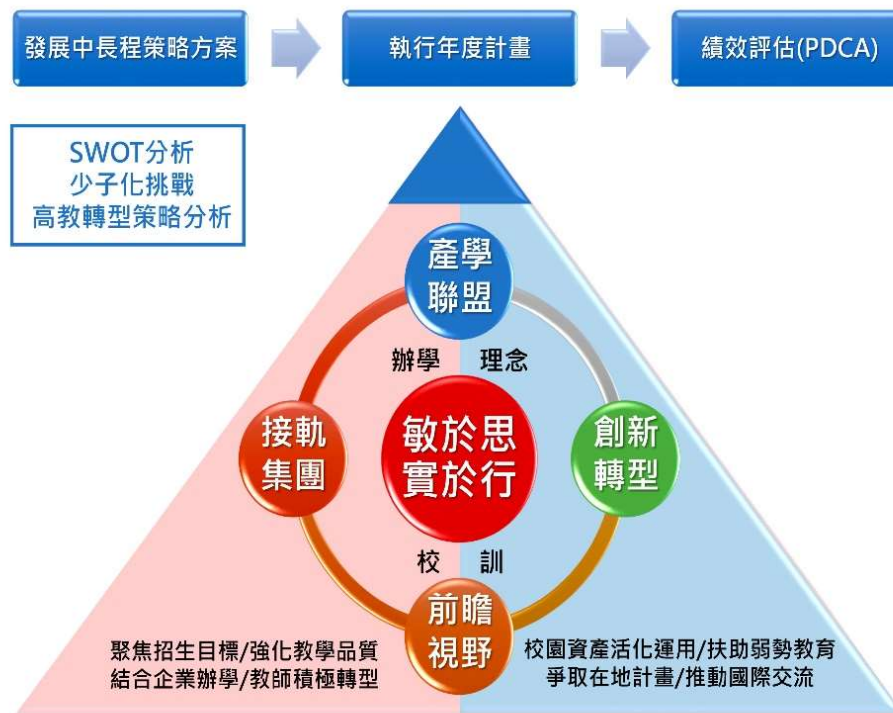 發展中長程策略方案
執行年度計畫
績效評估(PDCA)
SWOT分析
少子化挑戰
高教轉型策略分析
產學
聯盟
辦學 理念
接軌
集團
敏於思
實於行
創新
轉型
校 訓
前瞻
視野
聚焦招生目標/強化教學品質
結合企業辦學/教師積極轉型
校園資產活化運用/扶助弱勢教育
爭取在地計畫/推動國際交流